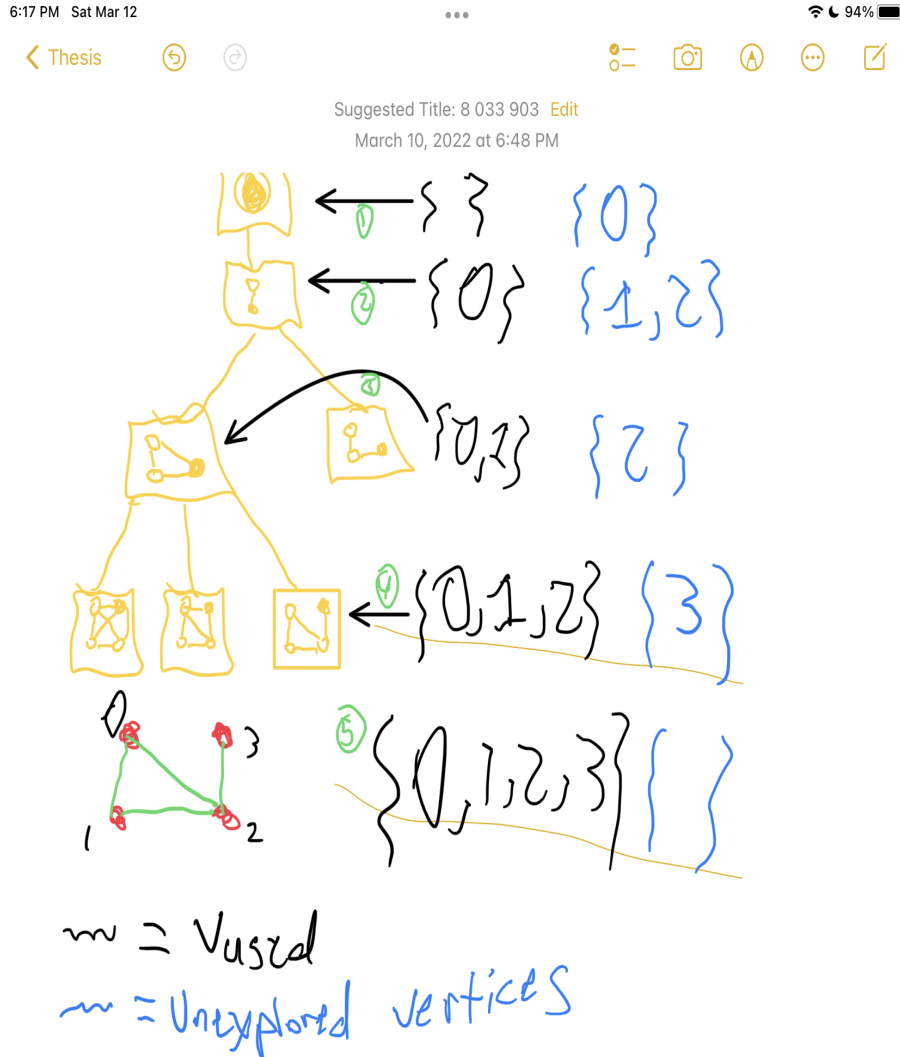 6:17 PM Sat Mar 12 94%
Thesis
Suggested Title: 8 033 903 Edit
March 10, 2022 at 6:48 PM
1 { } {0}
2 {0} {1,2}
3 {0,1} {2}
4 {0,1,2} {3}
0 3
5 {0,1,2,3} { }
1 2
= Vused
= Unexplored vertices